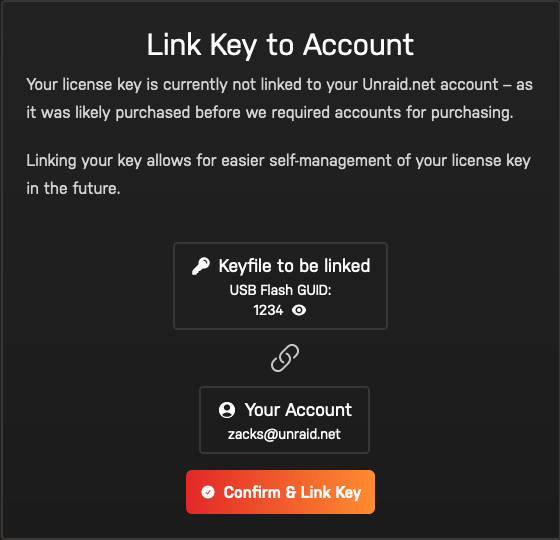 Link Key to Account
Your license key is currently not linked to your Unraid.net account – as
it was likely purchased before we required accounts for purchasing.
Linking your key allows for easier self-management of your license key
in the future.
Keyfile to be linked
USB Flash GUID:
1234
Your Account
zacks@unraid.net
Confirm & Link Key